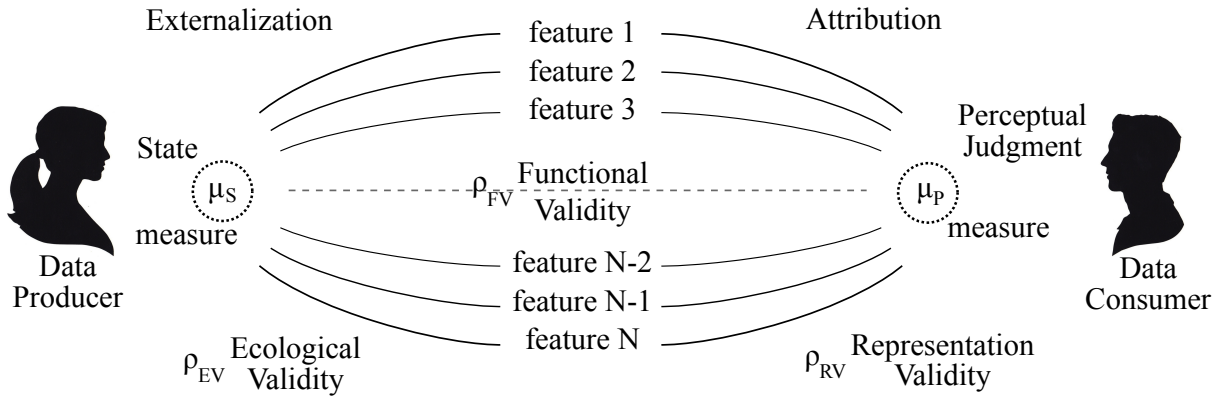 Externalization
Attribution
feature 1
feature 2
feature 3
State
μS
measure
Data
Producer
ρFV Functional
Validity
Perceptual
Judgment
μP
measure
Data
Consumer
feature N-2
feature N-1
feature N
ρEV Ecological
Validity
ρRV Representation
Validity